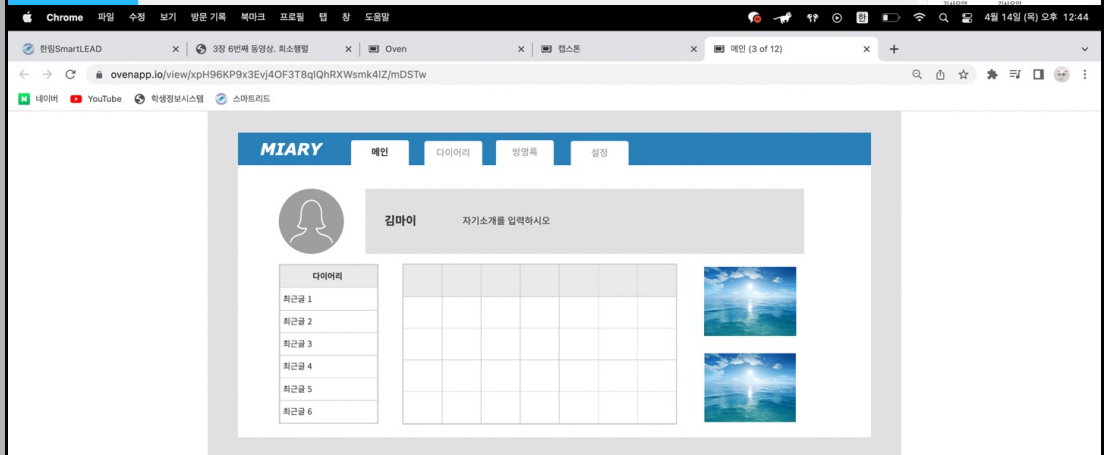 Chrome 파일 수정 보기 방문 기록 북마크 프로필 탭 창 도움말 한 4월 14일 (목) 오후 12:44
한림SmartLEAD 3장 6번째 동영상. 희소행렬 Oven 캡스톤 메인 (3 of 12)
ovenapp.io/view/xpH96KP9x3Evj4OF3T8qlQhRXWsmk4IZ/mDSTw
N 네이버 YouTube 학생정보시스템 스마트리드
MIARY 메인 다이어리 방명록 설정
김마이 자기소개를 입력하시오
다이어리
최근글 1
최근글 2
최근글 3
최근글 4
최근글 5
최근글 6